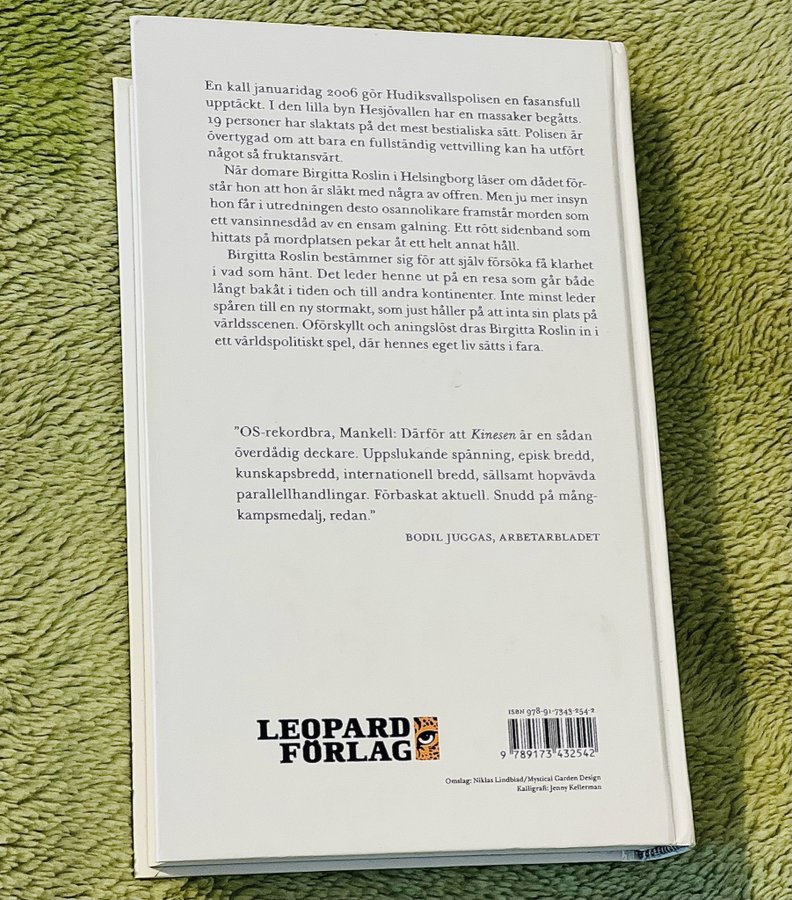 En kall januaridag 2006 gör Hudiksvallspolisen en fasansfull
upptäckt. I den lilla byn Hesjövallen har en massaker begåtts.
19 personer har slaktats på det mest bestialiska sätt. Polisen är
övertygad om att bara en fullständig vettvilling kan ha utfört
något så fruktansvärt.
När domare Birgitta Roslin i Helsingborg läser om dådet för-
står hon att hon är släkt med några av offren. Men ju mer insyn
hon får i utredningen desto osannolikare framstår morden som
ett vansinnesdåd av en ensam galning. Ett rött sidenband som
hittats på mordplatsen pekar åt ett helt annat håll.
Birgitta Roslin bestämmer sig för att själv försöka få klarhet
i vad som hänt. Det leder henne ut på en resa som går både
långt bakåt i tiden och till andra kontinenter. Inte minst leder
spåren till en ny stormakt, som just håller på att inta sin plats på
världsscenen. Oförskyllt och aningslöst dras Birgitta Roslin in i
ett världspolitiskt spel, där hennes eget liv sätts i fara.
”OS-rekordbra, Mankell: Därför att Kinesen är en sådan
överdådig deckare. Uppslukande spänning, episk bredd,
kunskapsbredd, internationell bredd, sällsamt hopvävda
parallellhandlingar. Förbaskat aktuell. Snudd på mång-
kampsmedalj, redan.”
BODIL JUGGAS, ARBETARBLADET
LEOPARD
FÖRLAG
ISBN 978-91-7343-254-2
9 789173 432542
Omslag: Niklas Lindblad/Mystical Garden Design
Kalligrafi: Jenny Kellerman